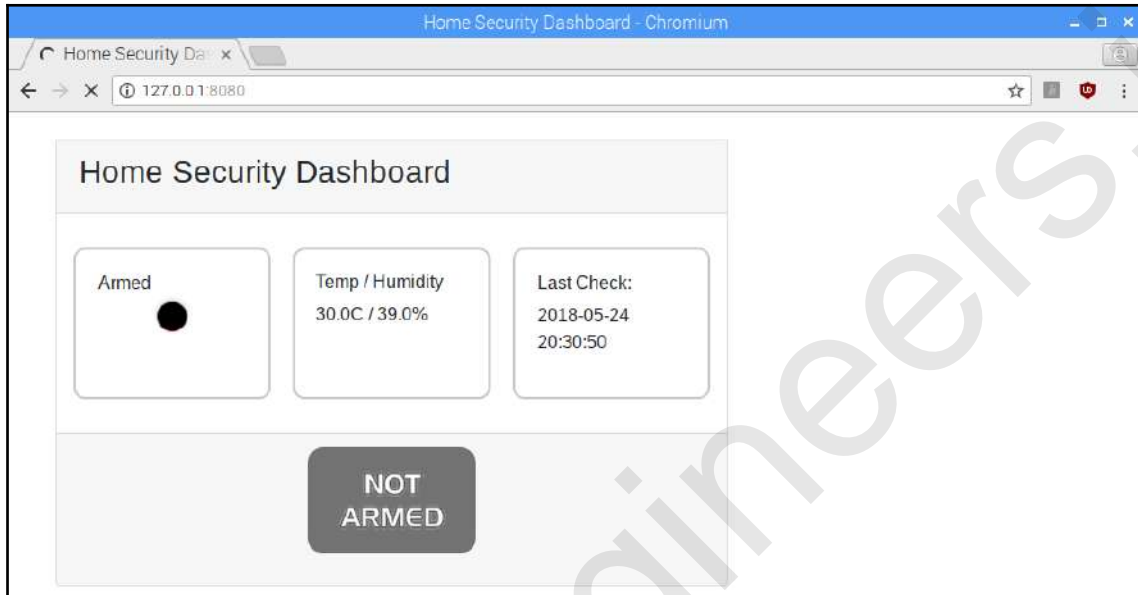 Home Security Dashboard - Chromium
Home Security Da
127.0.0.1:8080
Home Security Dashboard
Armed
Temp / Humidity
30.0C / 39.0%
Last Check:
2018-05-24
20:30:50
NOT
ARMED
gineers.